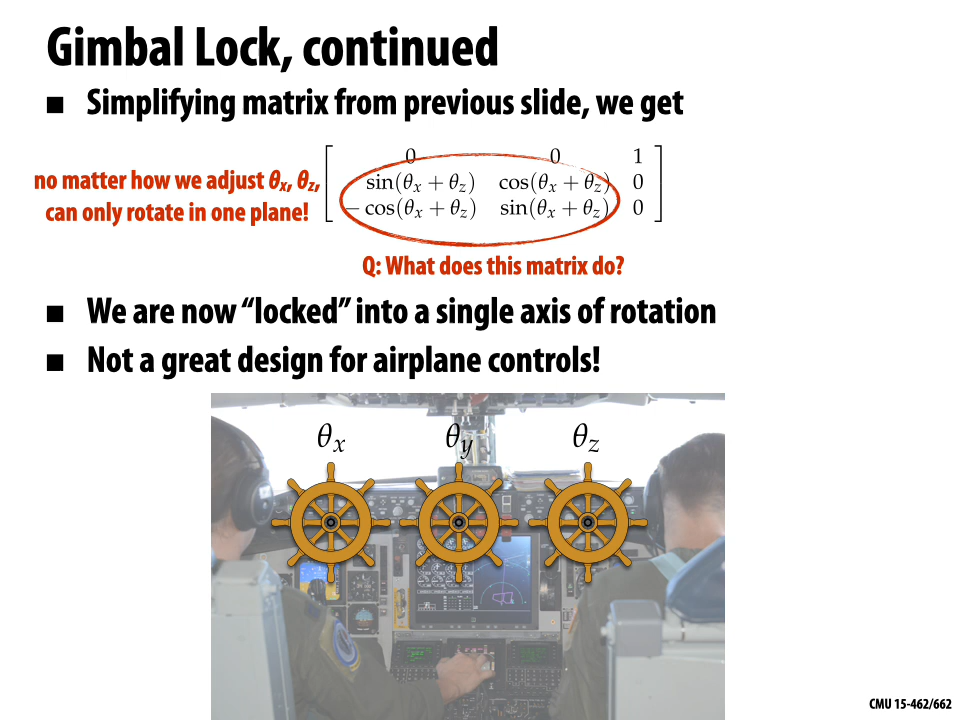 Gimbal Lock, continued
■ Simplifying matrix from previous slide, we get
no matter how we adjust θx, θz,
can only rotate in one plane!
0 0 1
sin(θx + θz) cos(θx + θz) 0
− cos(θx + θz) sin(θx + θz) 0
Q: What does this matrix do?
■ We are now “locked” into a single axis of rotation
■ Not a great design for airplane controls!
θx θy θz
CMU 15-462/662